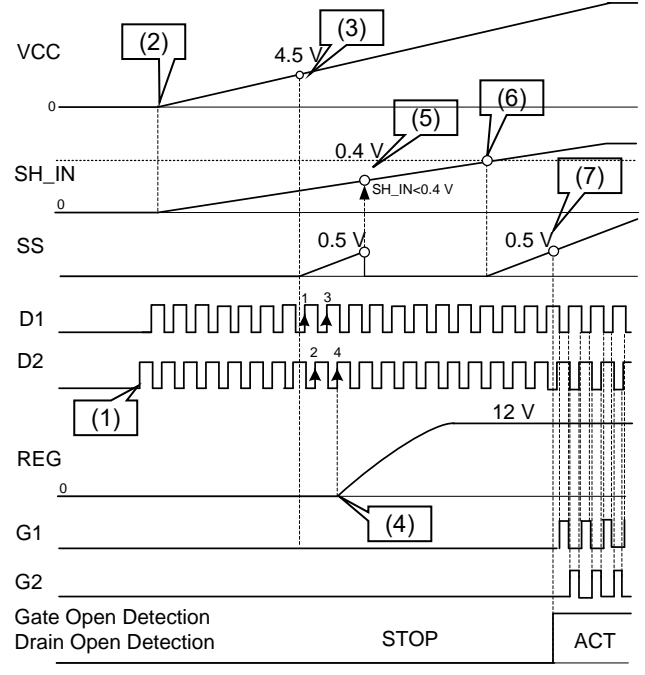 VCC
(2)
4.5 V
(3)
0
(5)
(6)
0.4 V
SH_IN
SH_IN<0.4 V
0
(7)
SS
0.5 V
0.5 V
D1
1
3
D2
2
4
(1)
12 V
REG
0
(4)
G1
G2
Gate Open Detection
Drain Open Detection
STOP
ACT